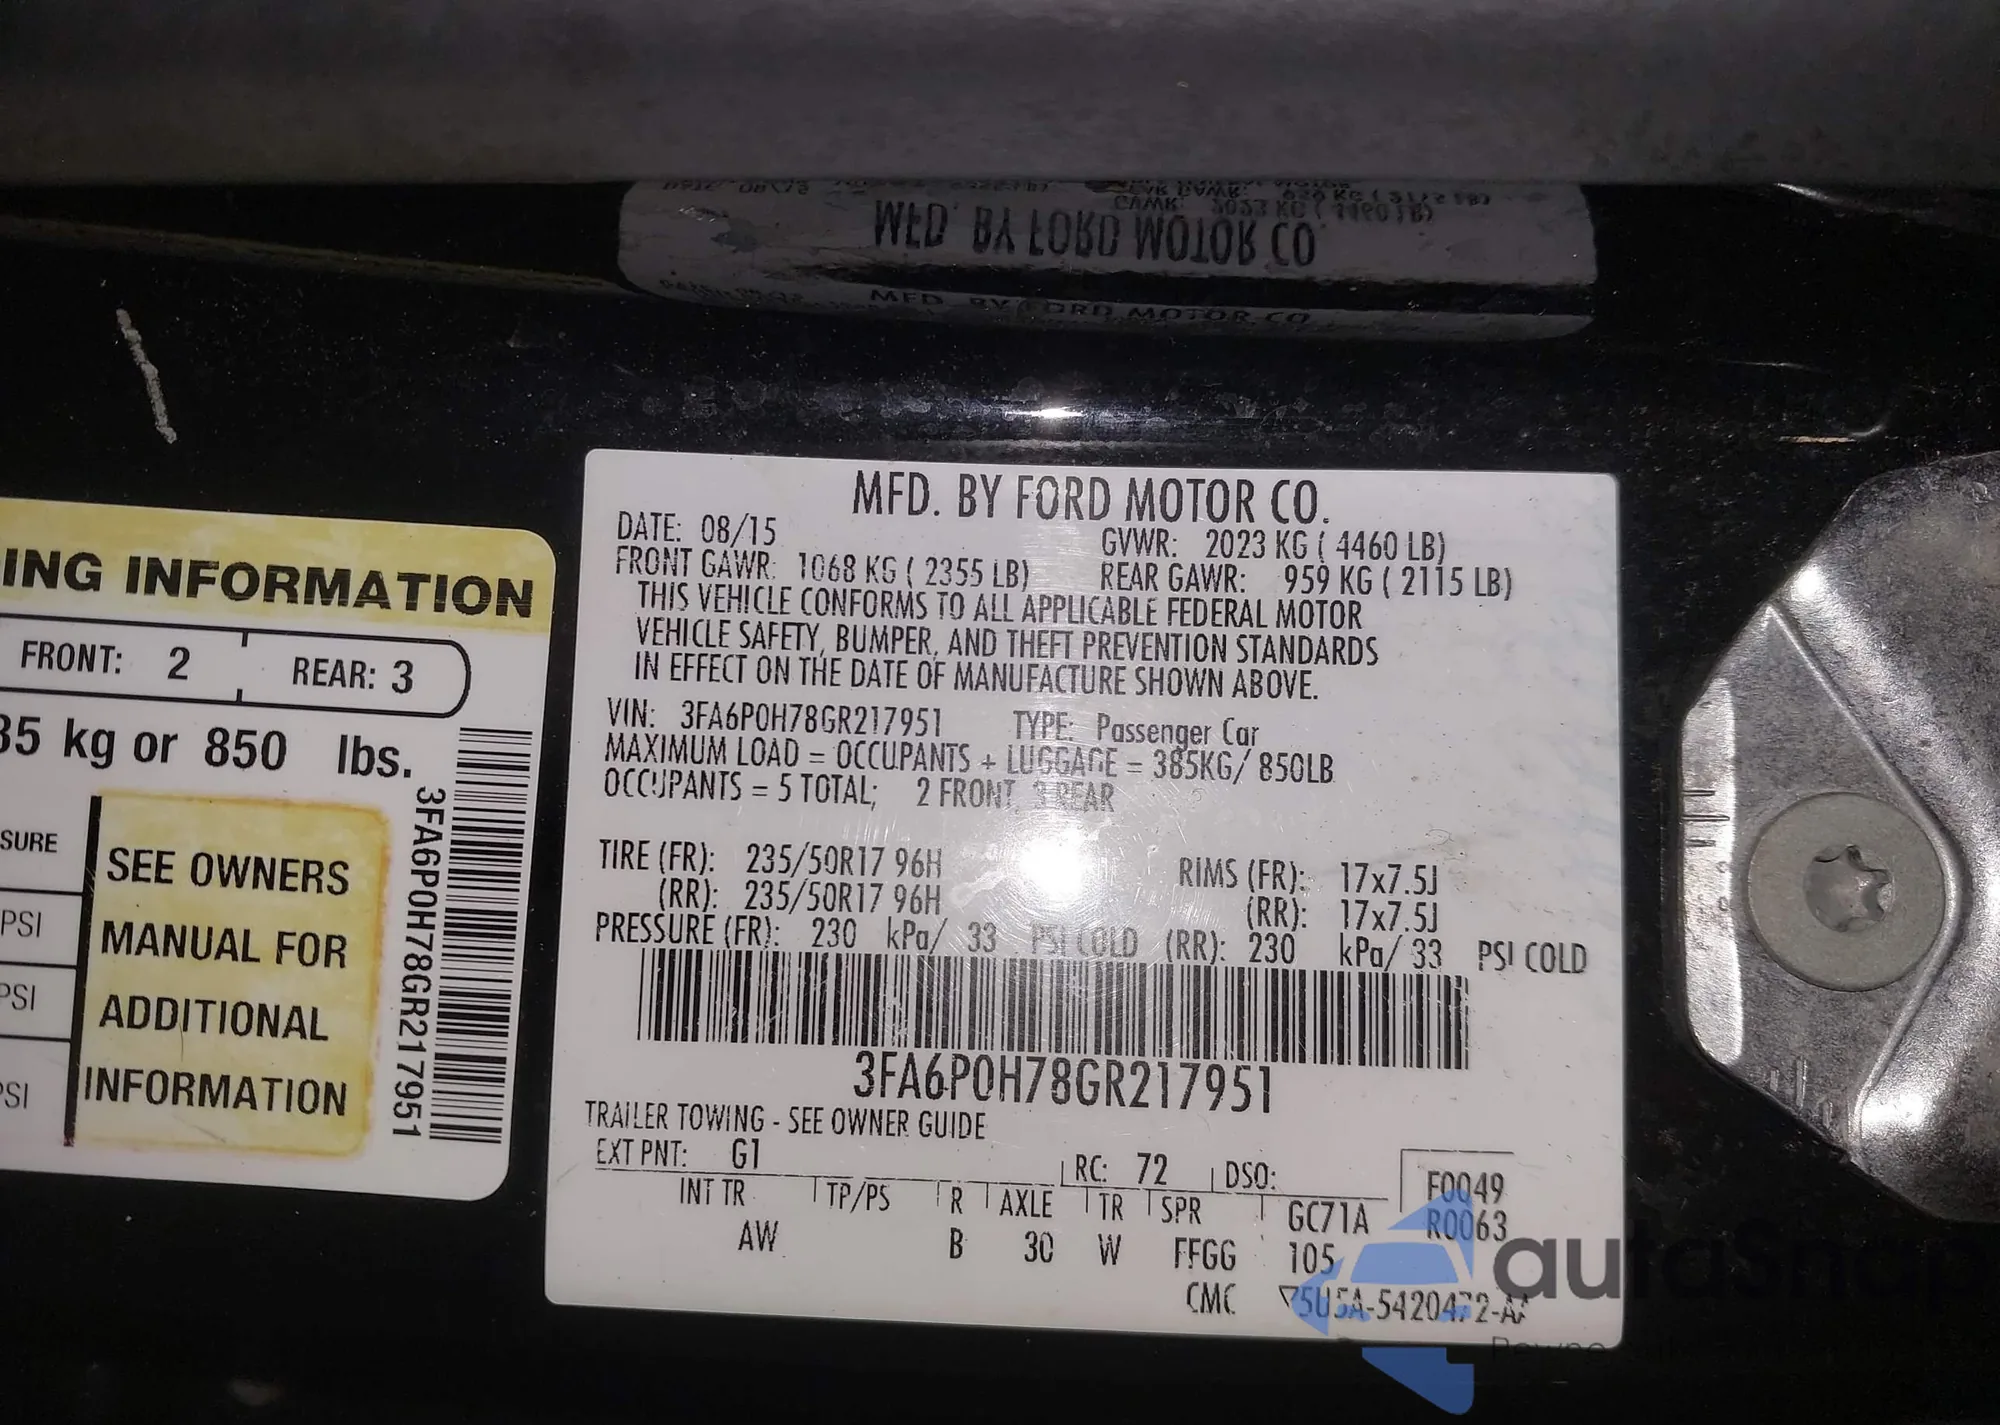 ING INFORMATION
FRONT: 2 REAR: 3
35 kg or 850 lbs.
SURE
PSI
PSI
PSI
SEE OWNERS
MANUAL FOR
ADDITIONAL
INFORMATION
3FA6P0H78GR217951
MFD. BY FORD MOTOR CO.
MFD. BY FORD MOTOR CO.
DATE: 08/15 GVWR: 2023 KG ( 4460 LB)
FRONT GAWR: 1068 KG ( 2355 LB) REAR GAWR: 959 KG ( 2115 LB)
THIS VEHICLE CONFORMS TO ALL APPLICABLE FEDERAL MOTOR
VEHICLE SAFETY, BUMPER, AND THEFT PREVENTION STANDARDS
IN EFFECT ON THE DATE OF MANUFACTURE SHOWN ABOVE.
VIN: 3FA6P0H78GR217951 TYPE: Passenger Car
MAXIMUM LOAD = OCCUPANTS + LUGGAGE = 385KG/ 850LB
OCCUPANTS = 5 TOTAL; 2 FRONT, 3 REAR
TIRE (FR): 235/50R17 96H RIMS (FR): 17x7.5J
(RR): 235/50R17 96H (RR): 17x7.5J
PRESSURE (FR): 230 kPa/ 33 PSI COLD (RR): 230 kPa/ 33 PSI COLD
3FA6P0H78GR217951
TRAILER TOWING - SEE OWNER GUIDE
EXT PNT: G1 RC: 72 DSO: F0049
INT TR TP/PS R AXLE TR SPR GC71A R0063
AW B 30 W FFGG 105
CMC 5U5A-5420472-AA
autoSna